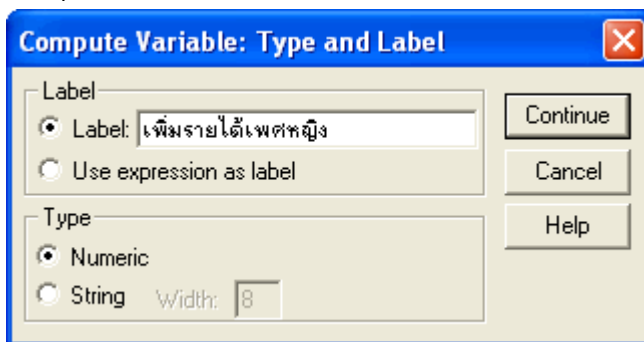 Compute Variable: Type and Label
Label
Label: เพิ่มรายได้เพศหญิง
Continue
Use expression as label
Cancel
Type
Help
Numeric
String Width: 8